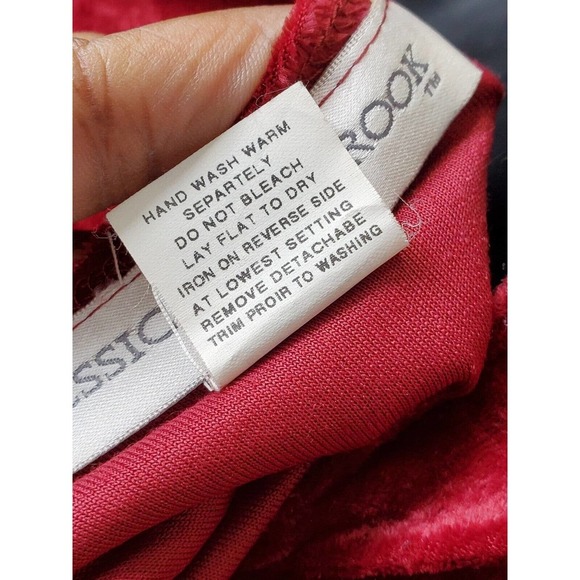 HAND WASH WARM
SEPARTELY
DO NOT BLEACH
LAY FLAT TO DRY
IRON ON REVERSE SIDE
AT LOWEST SETTING
REMOVE DETACHABE
TRIM PROIR TO WASHING
SSIC
ROOK ™